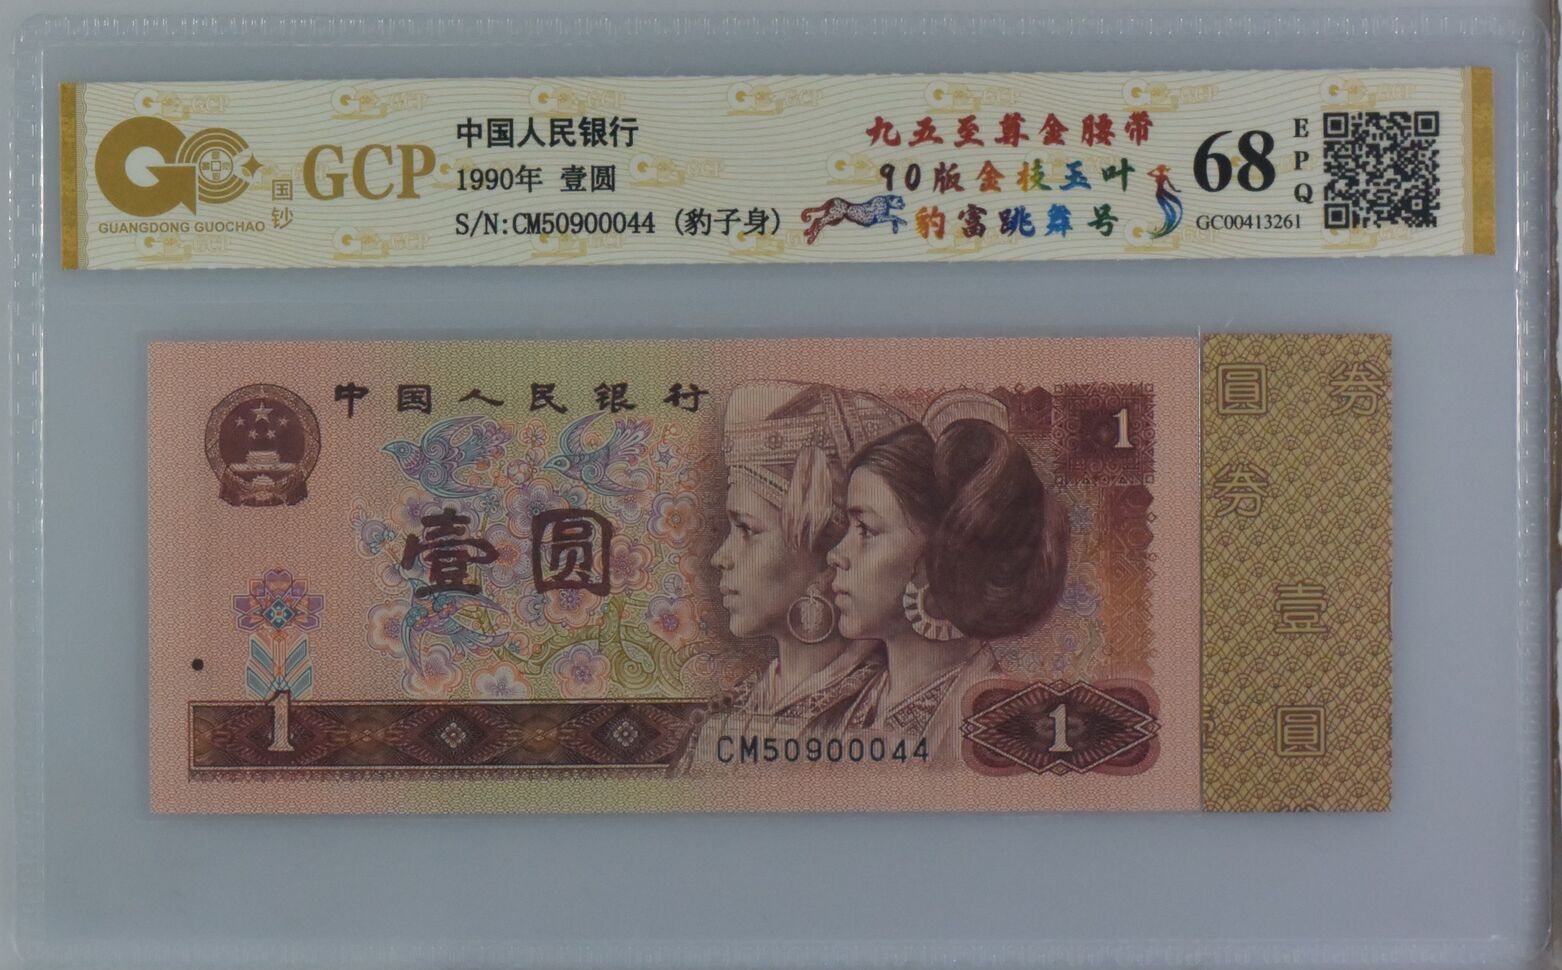 GUANGDONG GUOCHAO
国钞
GCP
中国人民银行
1990年 壹圆
S/N:CM50900044 (豹子身)
九五至尊金腰带
90版金枝玉叶
豹富跳舞号
68
EPQ
GC00413261
中国人民银行
1
壹圆
1
CM50900044
1
圓 券
券
壹
圓